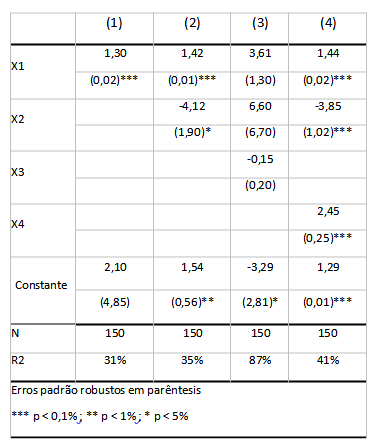 (1) (2) (3) (4)
X1 1,30 1,42 3,61 1,44
(0,02)*** (0,01)*** (1,30) (0,02)***
X2 -4,12 6,60 -3,85
(1,90)* (6,70) (1,02)***
X3 -0,15
(0,20)
X4 2,45
(0,25)***
Constante 2,10 1,54 -3,29 1,29
(4,85) (0,56)** (2,81)* (0,01)***
N 150 150 150 150
R2 31% 35% 87% 41%
Erros padrão robustos em parêntesis
*** p < 0,1%; ** p < 1%; * p < 5%